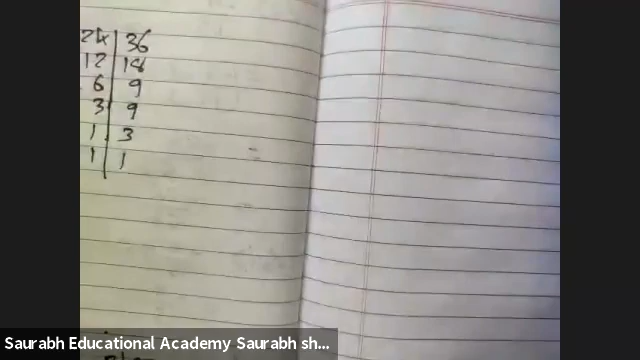 24 | 36
12 | 18
6 | 9
3 | 9
1 | 3
1 | 1
Saurabh Educational Academy Saurabh sh...